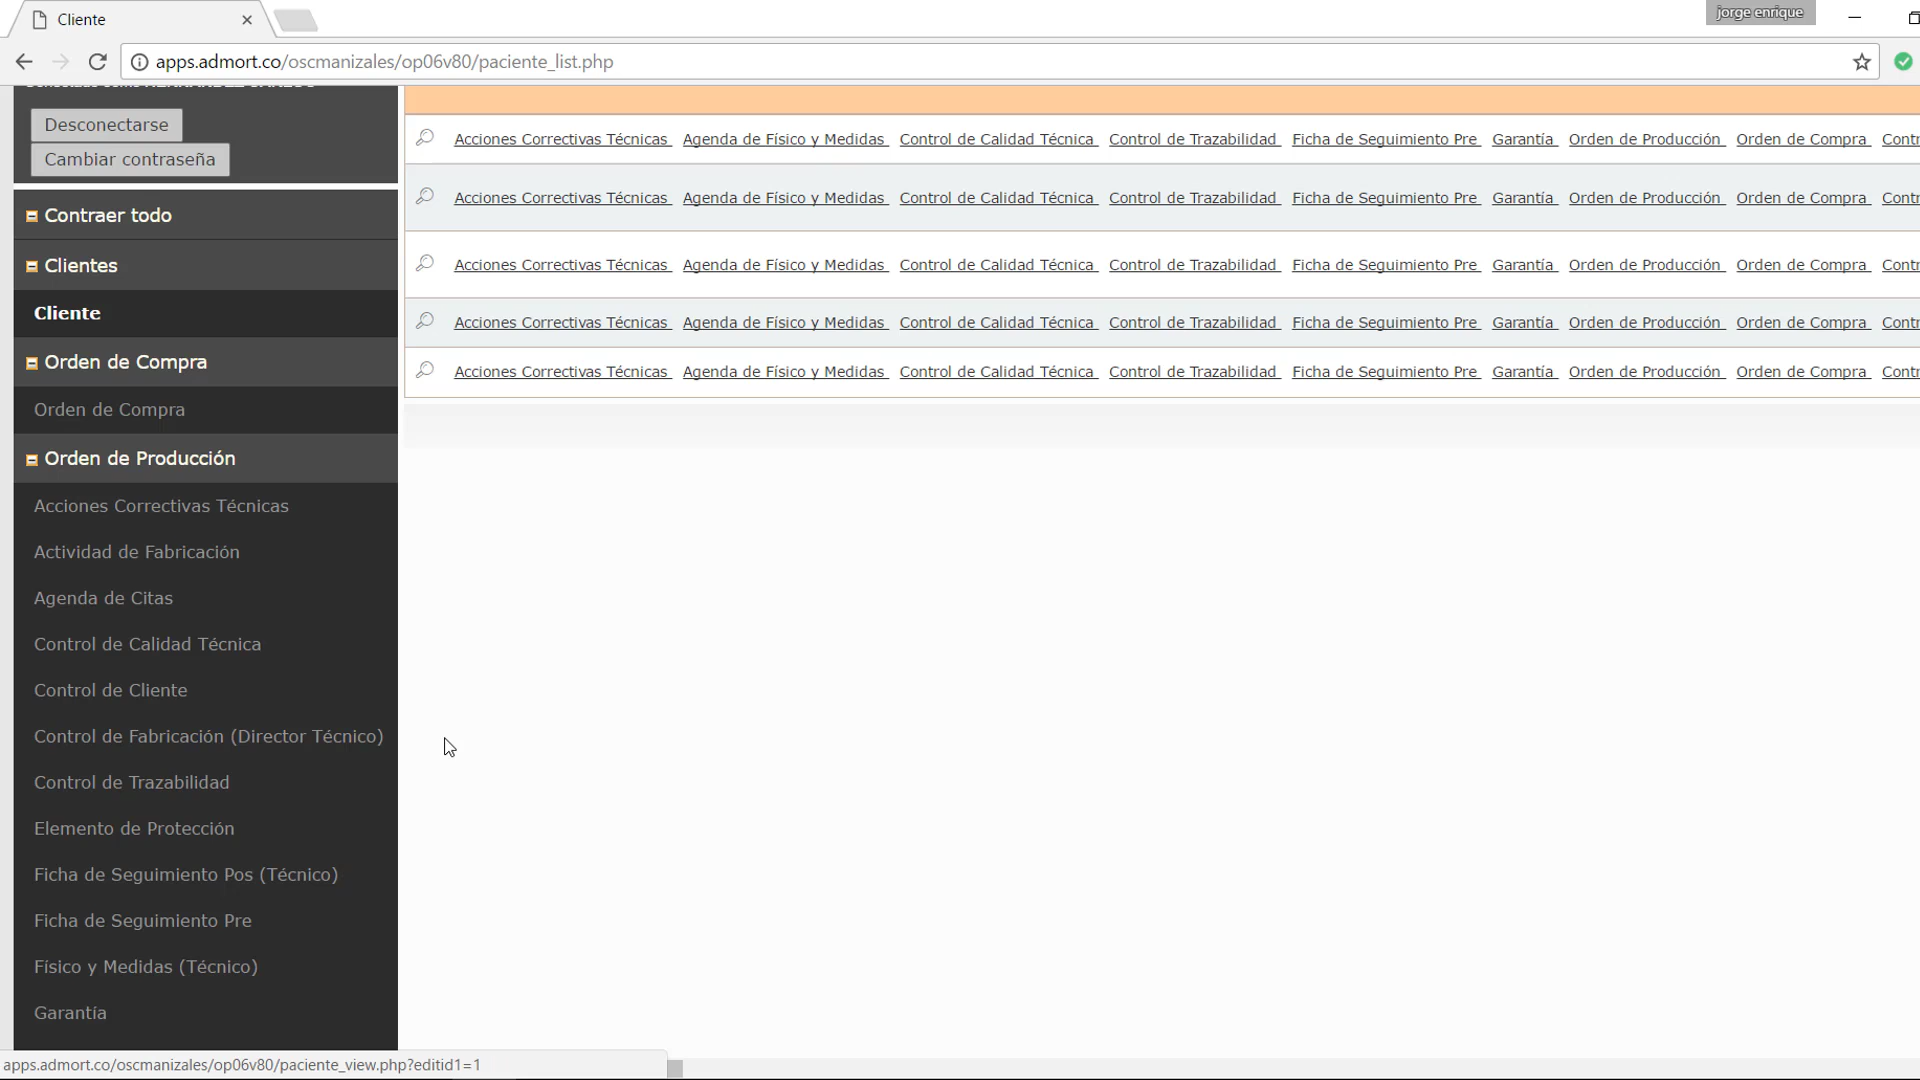 Cliente
jorge enrique
apps.admort.co/oscmanizales/op06v80/paciente_list.php
Desconectarse
Cambiar contraseña
Contraer todo
Clientes
Cliente
Orden de Compra
Orden de Compra
Orden de Producción
Acciones Correctivas Técnicas
Actividad de Fabricación
Agenda de Citas
Control de Calidad Técnica
Control de Cliente
Control de Fabricación (Director Técnico)
Control de Trazabilidad
Elemento de Protección
Ficha de Seguimiento Pos (Técnico)
Ficha de Seguimiento Pre
Físico y Medidas (Técnico)
Garantía
Acciones Correctivas Técnicas Agenda de Físico y Medidas Control de Calidad Técnica Control de Trazabilidad Ficha de Seguimiento Pre Garantía Orden de Producción Orden de Compra Contr
Acciones Correctivas Técnicas Agenda de Físico y Medidas Control de Calidad Técnica Control de Trazabilidad Ficha de Seguimiento Pre Garantía Orden de Producción Orden de Compra Contr
Acciones Correctivas Técnicas Agenda de Físico y Medidas Control de Calidad Técnica Control de Trazabilidad Ficha de Seguimiento Pre Garantía Orden de Producción Orden de Compra Contr
Acciones Correctivas Técnicas Agenda de Físico y Medidas Control de Calidad Técnica Control de Trazabilidad Ficha de Seguimiento Pre Garantía Orden de Producción Orden de Compra Contr
Acciones Correctivas Técnicas Agenda de Físico y Medidas Control de Calidad Técnica Control de Trazabilidad Ficha de Seguimiento Pre Garantía Orden de Producción Orden de Compra Contr
apps.admort.co/oscmanizales/op06v80/paciente_view.php?editid1=1